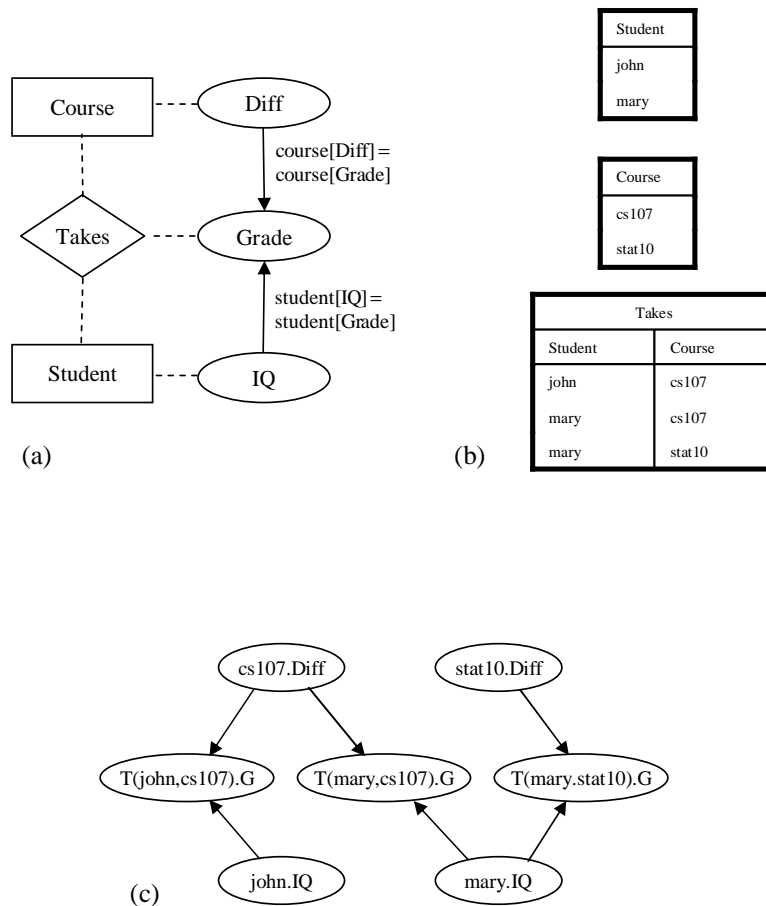 Course
Diff
course[Diff] =
course[Grade]
Takes
Grade
student[IQ] =
student[Grade]
Student
IQ
(a)
Student
john
mary
Course
cs107
stat10
Takes
Student Course
john cs107
mary cs107
mary stat10
(b)
cs107.Diff stat10.Diff
T(john,cs107).G T(mary,cs107).G T(mary.stat10).G
john.IQ mary.IQ
(c)